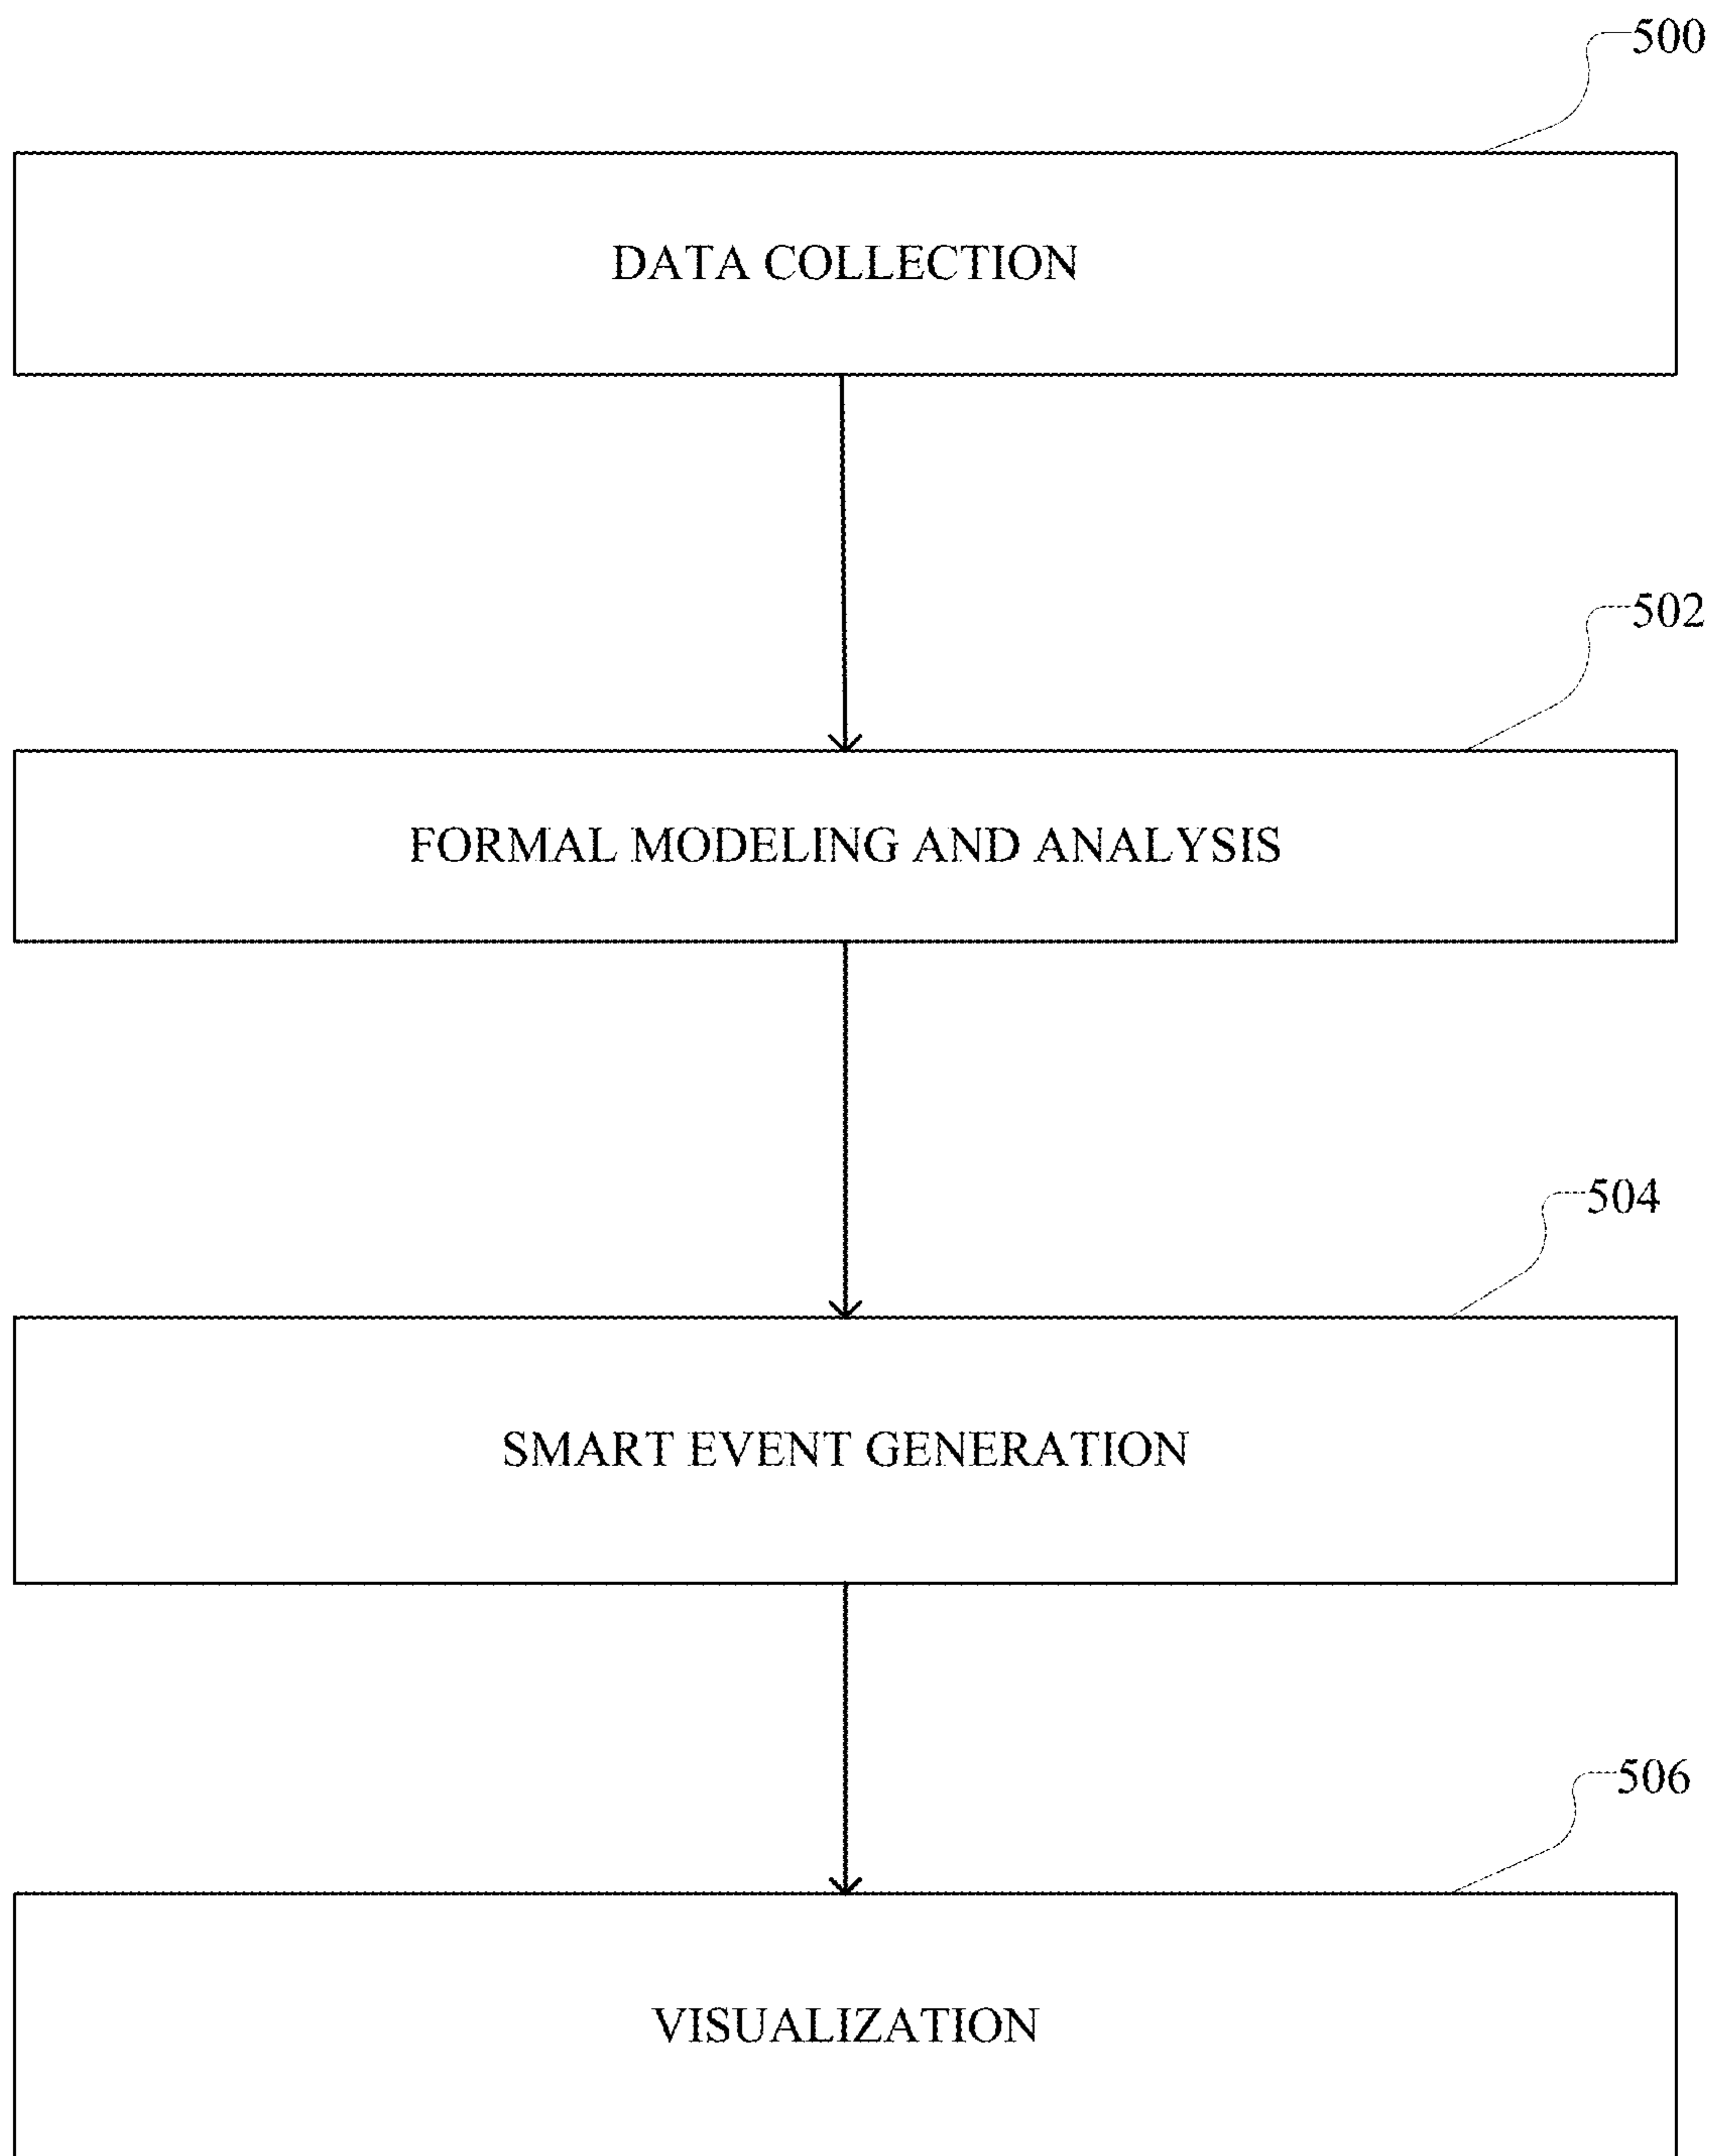 500
DATA COLLECTION
502
FORMAL MODELING AND ANALYSIS
504
SMART EVENT GENERATION
506
VISUALIZATION